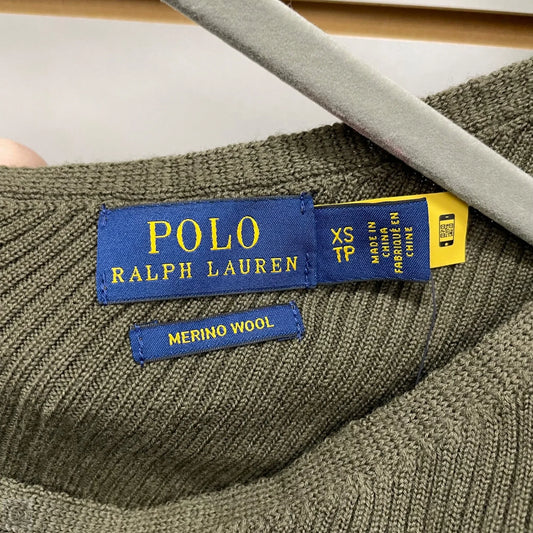 POLO
RALPH LAUREN
XS
TP
MADE IN
CHINA
FABRIQUÉ EN
CHINE
MERINO WOOL